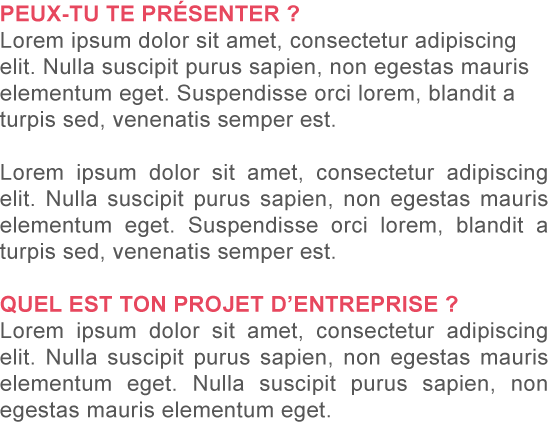 PEUX-TU TE PRÉSENTER ?
Lorem ipsum dolor sit amet, consectetur adipiscing
elit. Nulla suscipit purus sapien, non egestas mauris
elementum eget. Suspendisse orci lorem, blandit a
turpis sed, venenatis semper est.
Lorem ipsum dolor sit amet, consectetur adipiscing
elit. Nulla suscipit purus sapien, non egestas mauris
elementum eget. Suspendisse orci lorem, blandit a
turpis sed, venenatis semper est.
QUEL EST TON PROJET D’ENTREPRISE ?
Lorem ipsum dolor sit amet, consectetur adipiscing
elit. Nulla suscipit purus sapien, non egestas mauris
elementum eget. Nulla suscipit purus sapien, non
egestas mauris elementum eget.